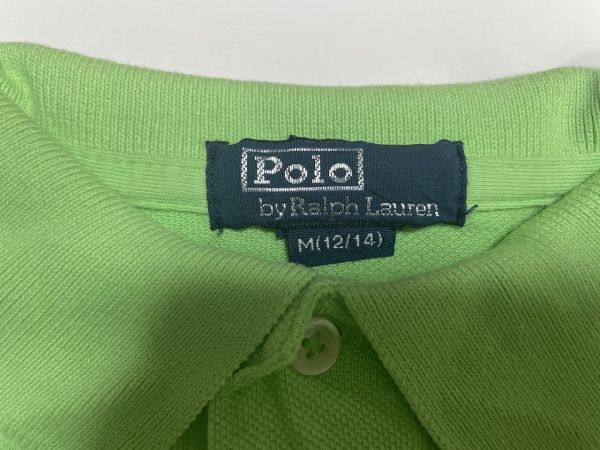 Polo
by Ralph Lauren
M(12/14)